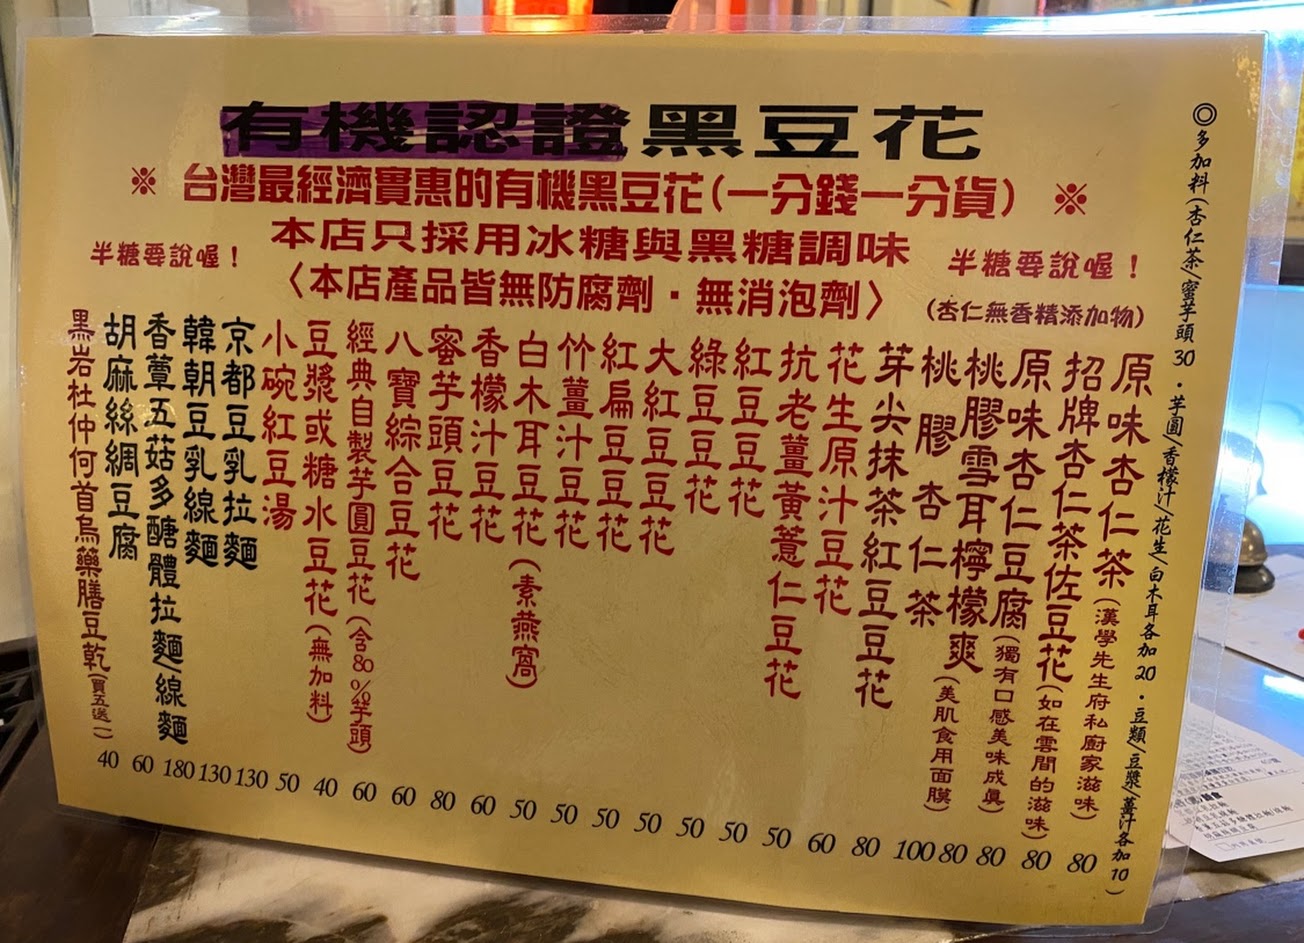 有機認證黑豆花
※ 台灣最經濟實惠的有機黑豆花(一分錢一分貨) ※
本店只採用冰糖與黑糖調味
半糖要說喔！
半糖要說喔！
〈本店產品皆無防腐劑・無消泡劑〉
(杏仁無香精添加物)
◎多加料(杏仁茶/蜜芋頭30・芋圓/香檬汁/花生/白木耳各加20・豆類/豆漿/薑汁各加10)
原味杏仁茶(漢學先生府私廚家滋味) 80
招牌杏仁茶佐豆花(如在雲間的滋味) 80
原味杏仁豆腐(獨有口感美味成真) 80
桃膠雪耳檸檬爽(美肌食用面膜) 80
桃膠杏仁茶 100
芽尖抹茶紅豆豆花 80
花生原汁豆花 60
抗老薑黃薏仁豆花 50
紅豆豆花 50
綠豆豆花 50
大紅豆豆花 50
紅扁豆豆花 50
竹薑汁豆花 50
白木耳豆花(素燕窩) 50
香檬汁豆花 60
蜜芋頭豆花 80
八寶綜合豆花 60
經典自製芋圓豆花(含80%芋頭) 60
豆漿或糖水豆花(無加料) 40
小碗紅豆湯 50
京都豆乳拉麵 130
韓朝豆乳線麵 130
香蕈五菇多醣體拉麵/線麵 180
胡麻絲綢豆腐 60
黑岩杜仲何首烏藥膳豆乾(買五送一) 40